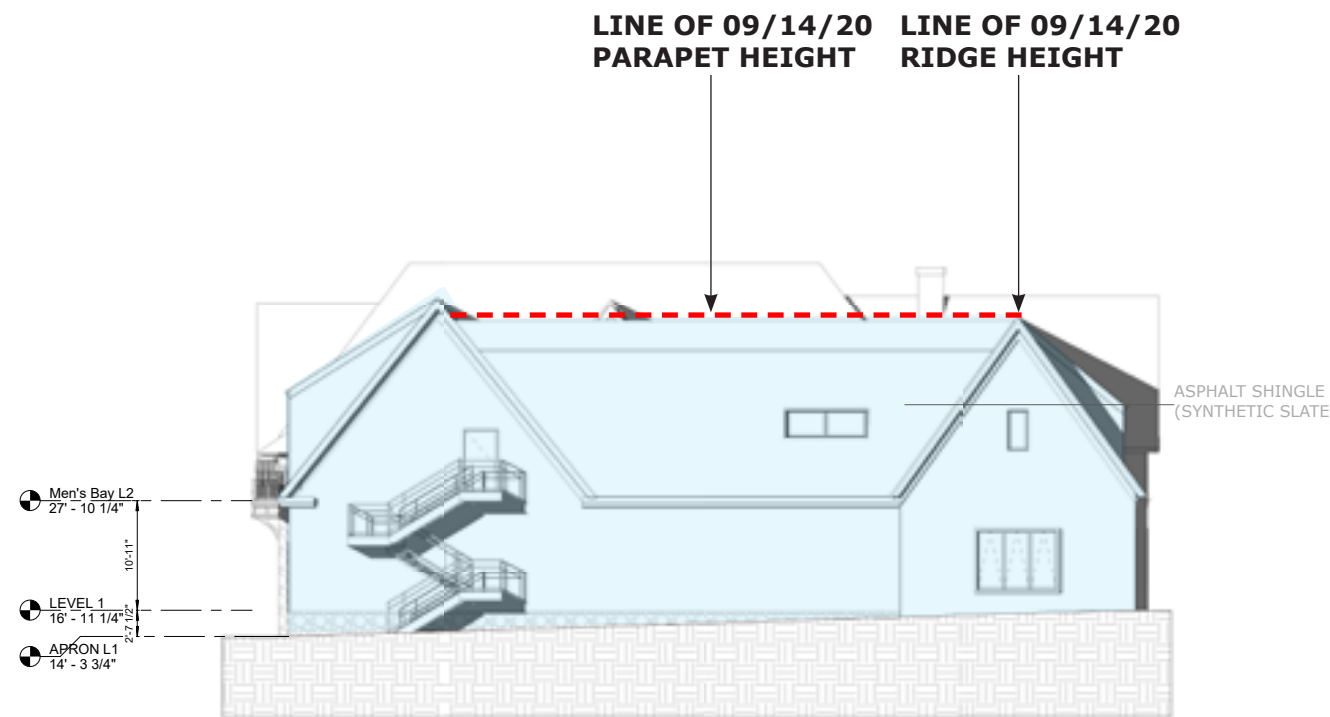 LINE OF 09/14/20
PARAPET HEIGHT
LINE OF 09/14/20
RIDGE HEIGHT
ASPHALT SHINGLE
(SYNTHETIC SLATE
Men's Bay L2
27' - 10 1/4"
10'-11"
LEVEL 1
16' - 11 1/4"
2'-7 1/2"
APRON L1
14' - 3 3/4"